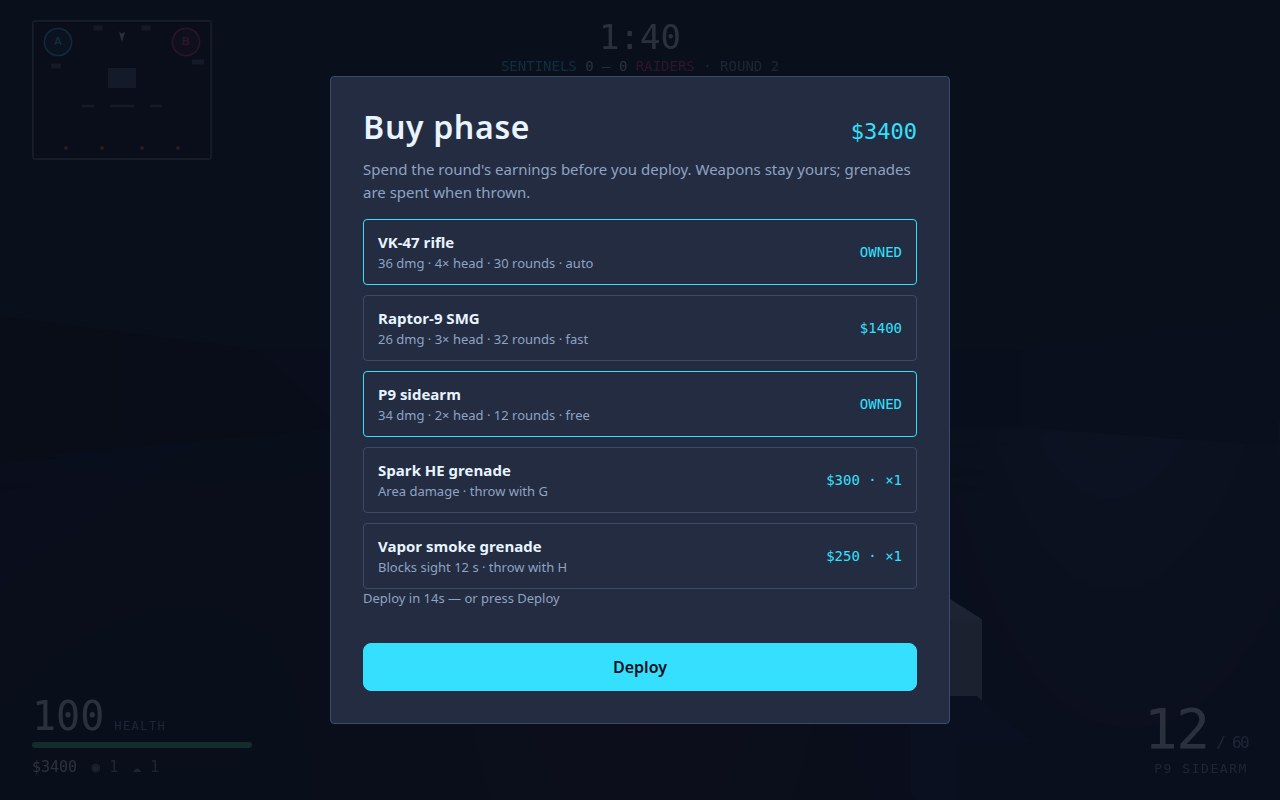 A
B
1:40
SENTINELS 0 — 0 RAIDERS · ROUND 2
Buy phase
$3400
Spend the round's earnings before you deploy. Weapons stay yours; grenades
are spent when thrown.
VK-47 rifle
36 dmg · 4× head · 30 rounds · auto
OWNED
Raptor-9 SMG
26 dmg · 3× head · 32 rounds · fast
$1400
P9 sidearm
34 dmg · 2× head · 12 rounds · free
OWNED
Spark HE grenade
Area damage · throw with G
$300 · ×1
Vapor smoke grenade
Blocks sight 12 s · throw with H
$250 · ×1
Deploy in 14s — or press Deploy
Deploy
100 HEALTH
$3400 ◉ 1 ☁ 1
12 / 60
P9 SIDEARM